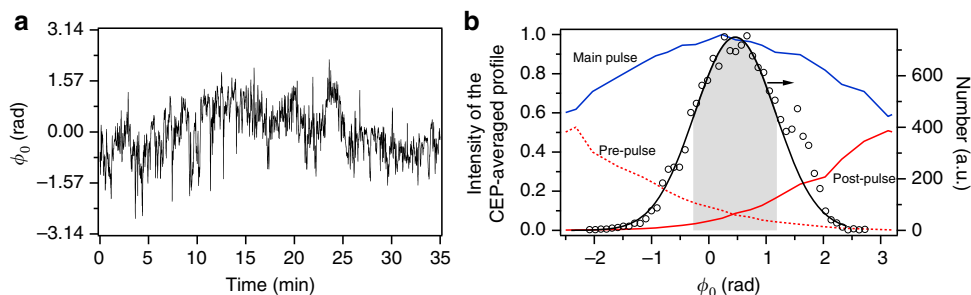 a
3.14
1.57
0.00
−1.57
−3.14
ϕ0 (rad)
0 5 10 15 20 25 30 35
Time (min)
b
1.0
0.8
0.6
0.4
0.2
0.0
Intensity of the
CEP-averaged profile
Main pulse
Pre-pulse
Post-pulse
600
400
200
0
Number (a.u.)
−2 −1 0 1 2 3
ϕ0 (rad)